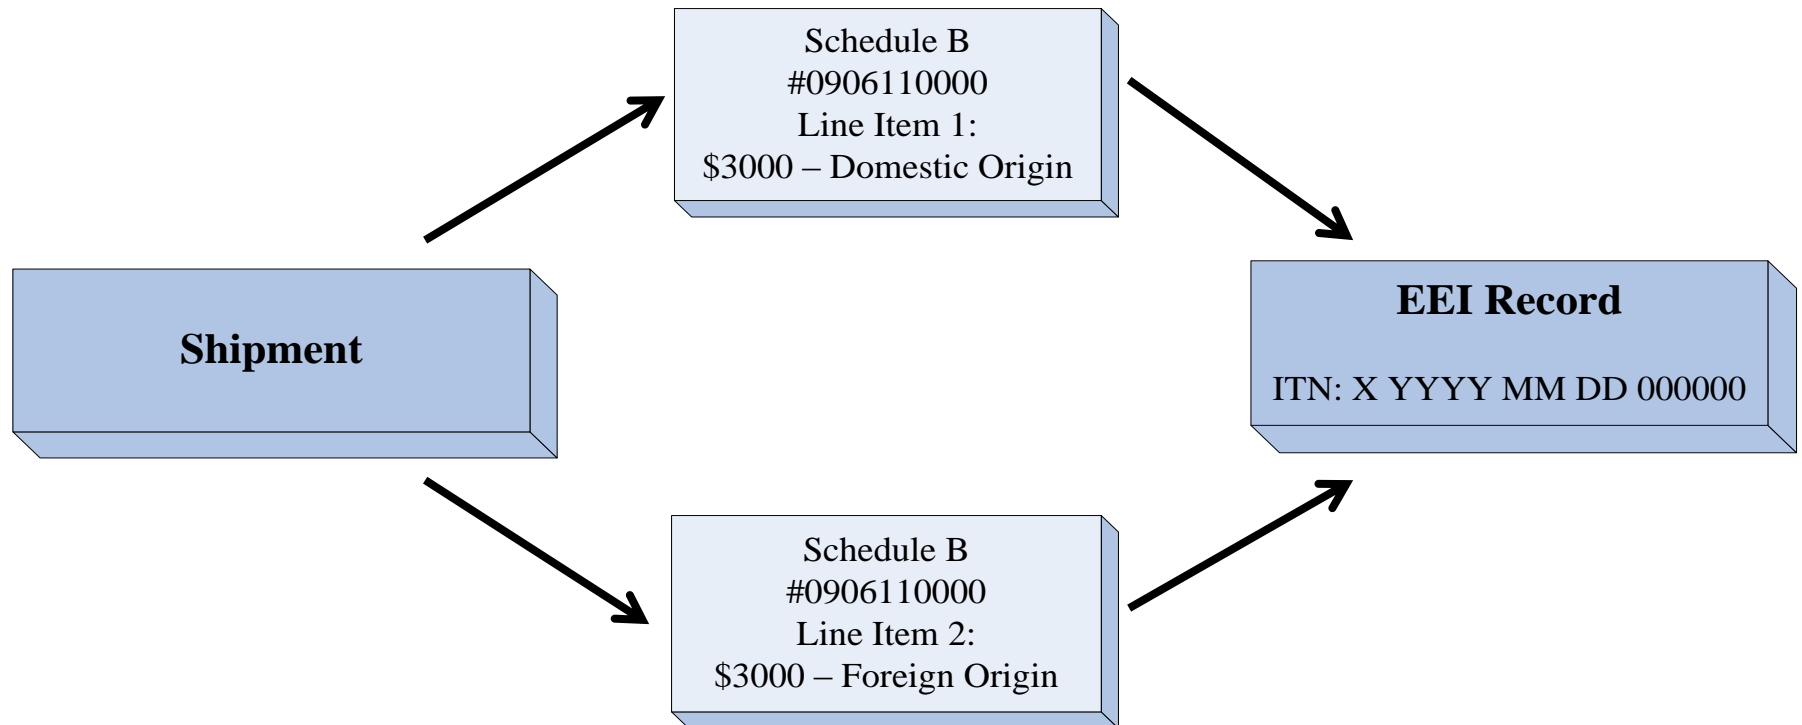 Schedule B
#0906110000
Line Item 1:
$3000 – Domestic Origin
Shipment
EEI Record
ITN: X YYYY MM DD 000000
Schedule B
#0906110000
Line Item 2:
$3000 – Foreign Origin